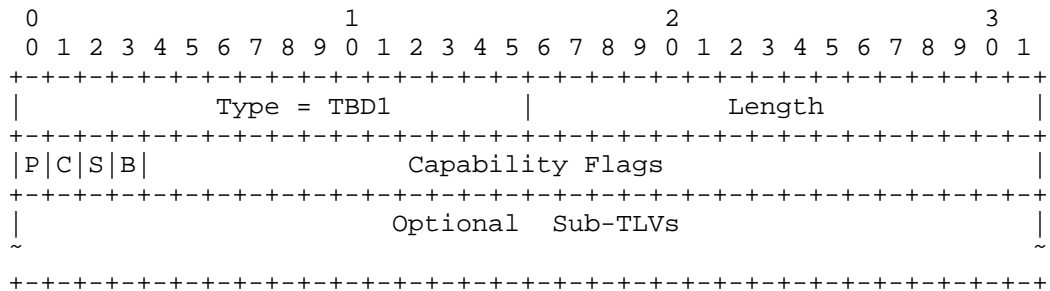 0                   1                   2                   3
 0 1 2 3 4 5 6 7 8 9 0 1 2 3 4 5 6 7 8 9 0 1 2 3 4 5 6 7 8 9 0 1
+-+-+-+-+-+-+-+-+-+-+-+-+-+-+-+-+-+-+-+-+-+-+-+-+-+-+-+-+-+-+-+-+
|            Type = TBD1        |            Length             |
+-+-+-+-+-+-+-+-+-+-+-+-+-+-+-+-+-+-+-+-+-+-+-+-+-+-+-+-+-+-+-+-+
|P|C|S|B|                Capability Flags                       |
+-+-+-+-+-+-+-+-+-+-+-+-+-+-+-+-+-+-+-+-+-+-+-+-+-+-+-+-+-+-+-+-+
|                       Optional  Sub-TLVs                      |
~                                                               ~
+-+-+-+-+-+-+-+-+-+-+-+-+-+-+-+-+-+-+-+-+-+-+-+-+-+-+-+-+-+-+-+-+